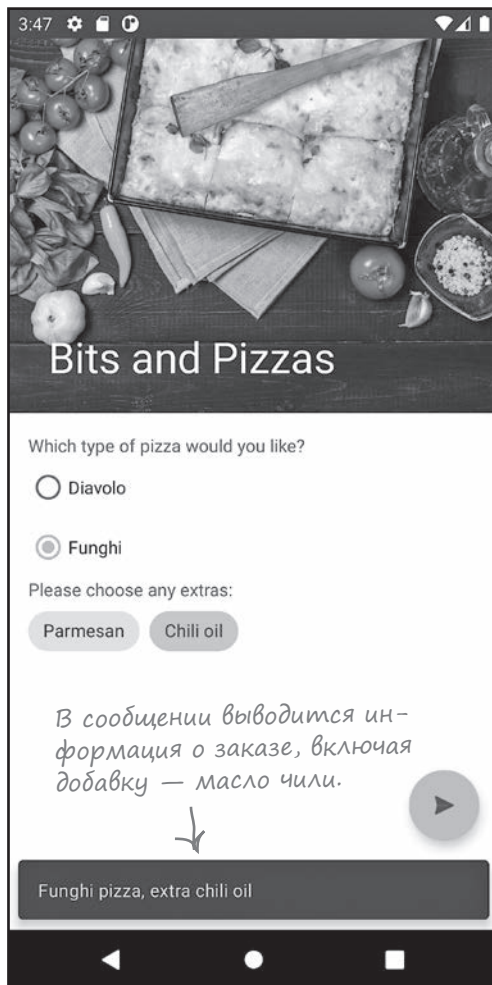 3:47
Bits and Pizzas
Which type of pizza would you like?
Diavolo
Funghi
Please choose any extras:
Parmesan
Chili oil
В сообщении выводится ин-
формация о заказе, включая
добавку — масло чили.
Funghi pizza, extra chili oil